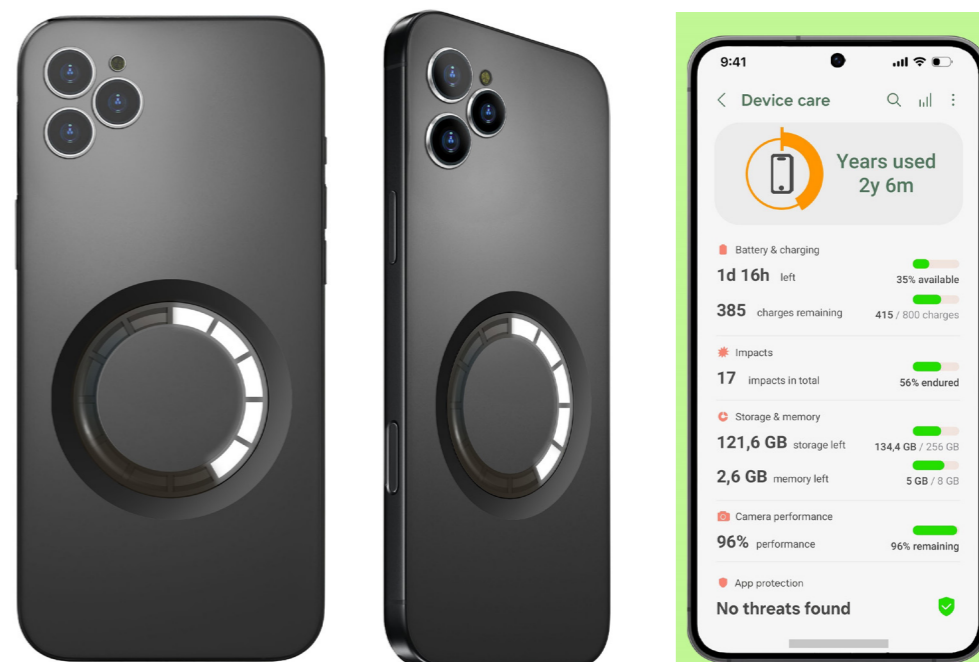 9:41
Device care
Years used
2y 6m
Battery & charging
1d 16h left
35% available
385 charges remaining
415 / 800 charges
Impacts
17 impacts in total
56% endured
Storage & memory
121,6 GB storage left
134,4 GB / 256 GB
2,6 GB memory left
5 GB / 8 GB
Camera performance
96% performance
96% remaining
App protection
No threats found